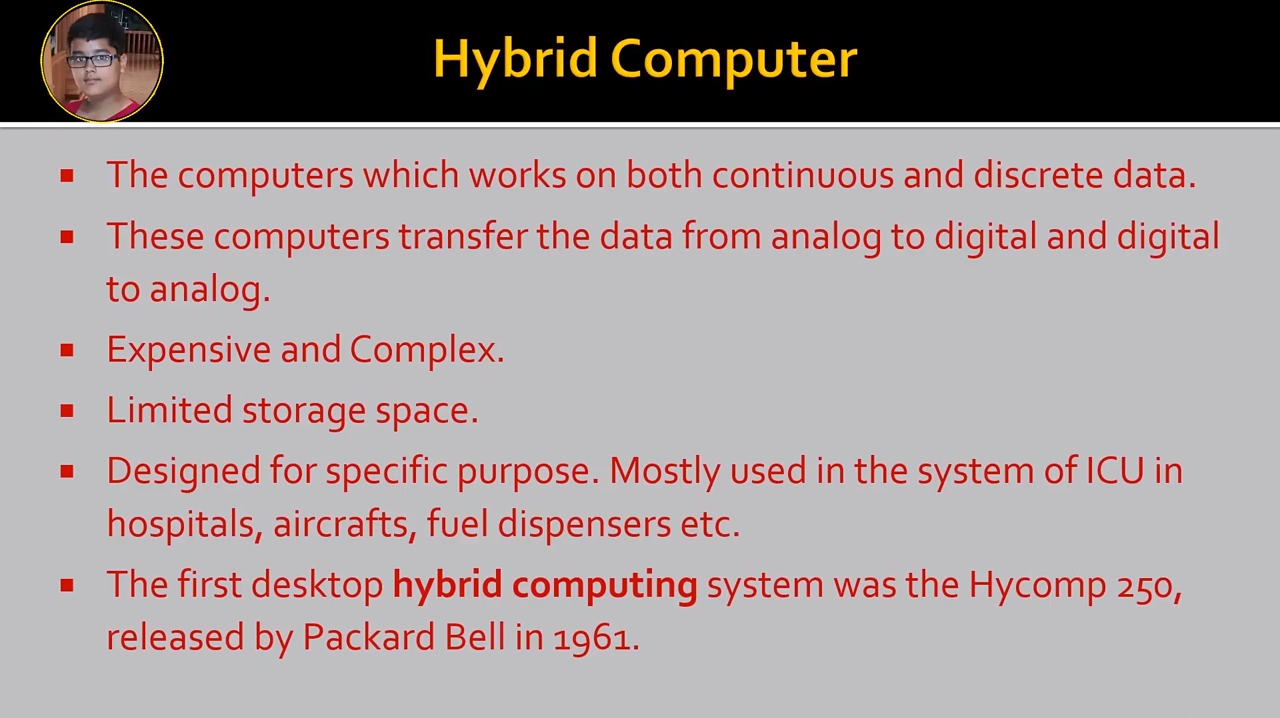 Hybrid Computer
The computers which works on both continuous and discrete data.
These computers transfer the data from analog to digital and digital
to analog.
Expensive and Complex.
Limited storage space.
Designed for specific purpose. Mostly used in the system of ICU in
hospitals, aircrafts, fuel dispensers etc.
The first desktop hybrid computing system was the Hycomp 250,
released by Packard Bell in 1961.